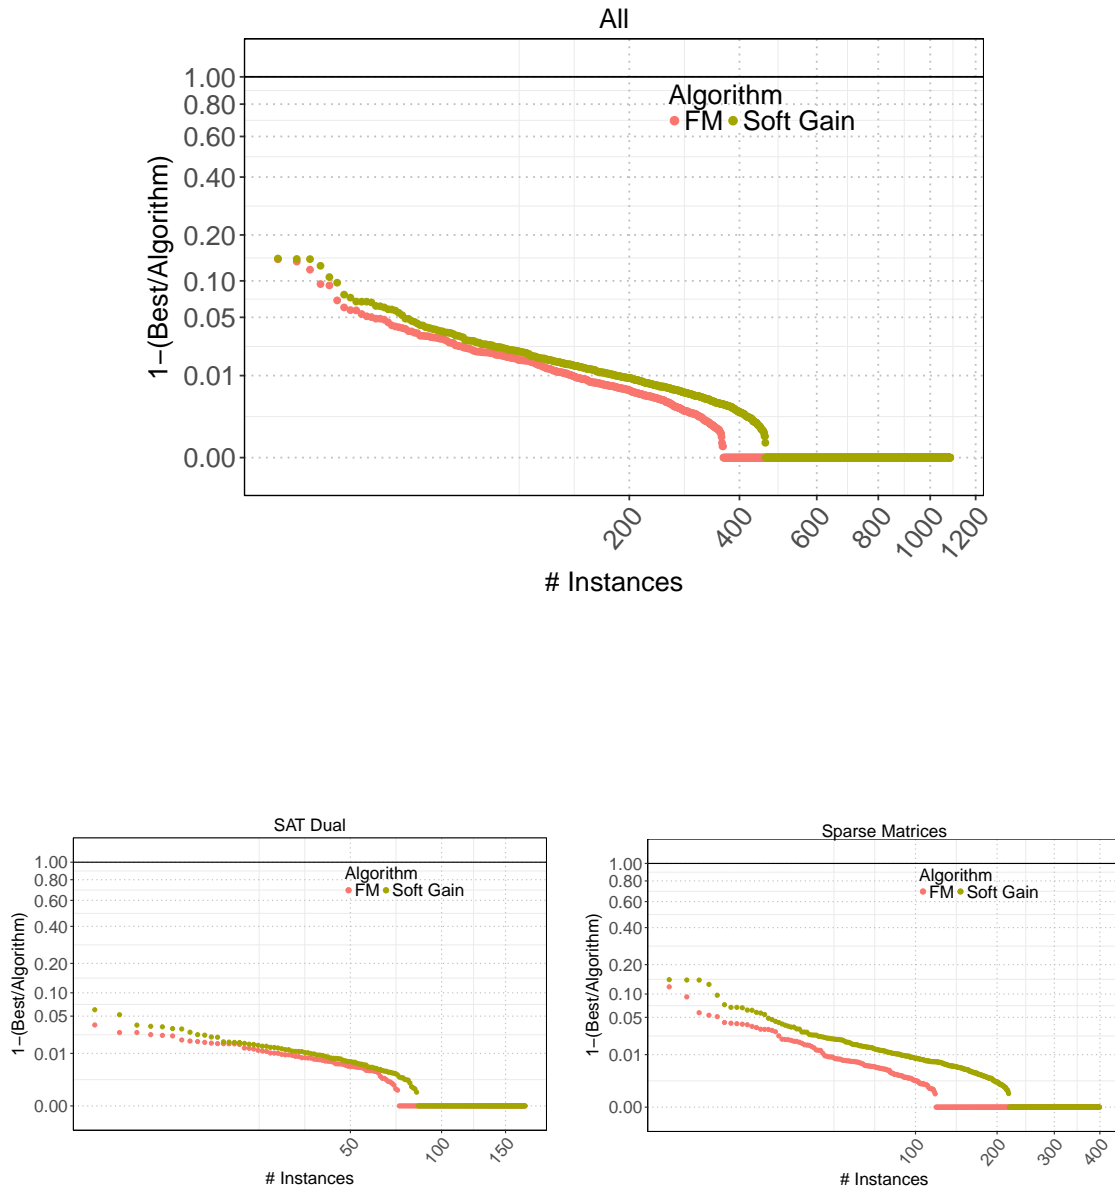 All
1−(Best/Algorithm)
1.00
0.80
0.60
0.40
0.20
0.10
0.05
0.01
0.00
Algorithm
FM Soft Gain
200 400 600 800 1000 1200
# Instances
SAT Dual
1−(Best/Algorithm)
1.00
0.80
0.60
0.40
0.20
0.10
0.05
0.01
0.00
Algorithm
FM Soft Gain
50 100 150
# Instances
Sparse Matrices
1−(Best/Algorithm)
1.00
0.80
0.60
0.40
0.20
0.10
0.05
0.01
0.00
Algorithm
FM Soft Gain
100 200 300 400
# Instances